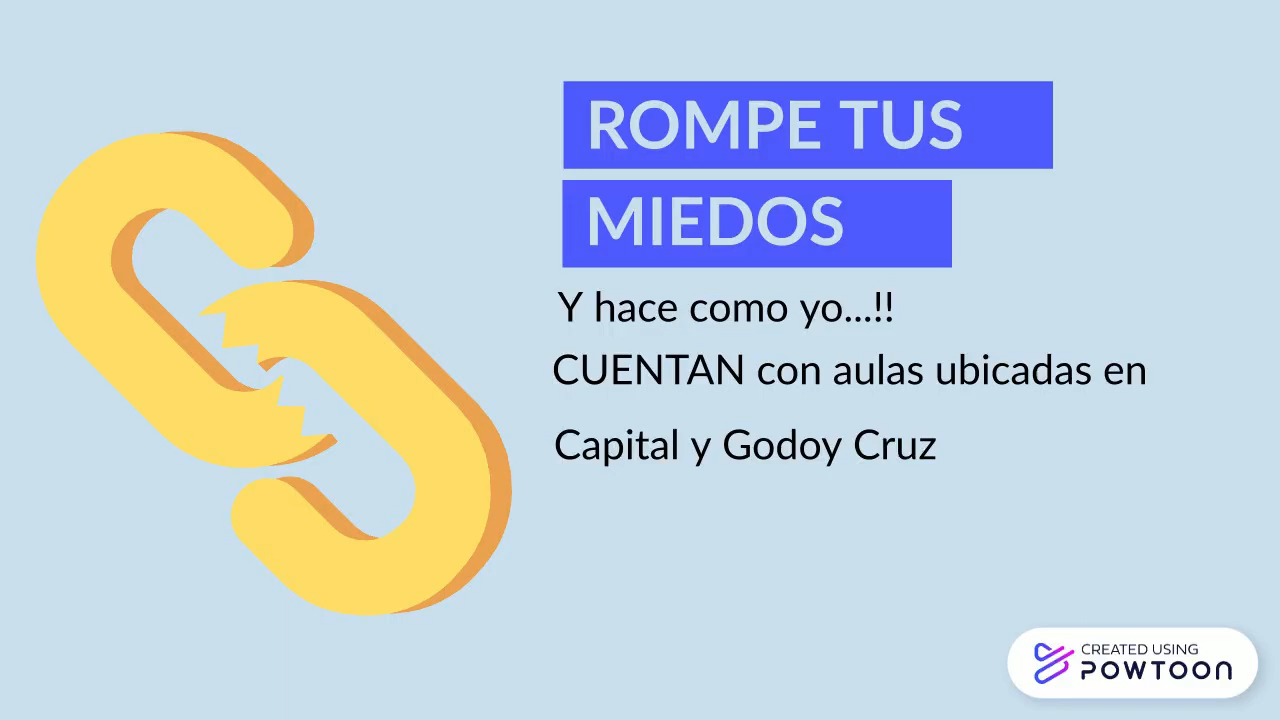 ROMPE TUS
MIEDOS
Y hace como yo...!!
CUENTAN con aulas ubicadas en
Capital y Godoy Cruz
CREATED USING
POWTOON